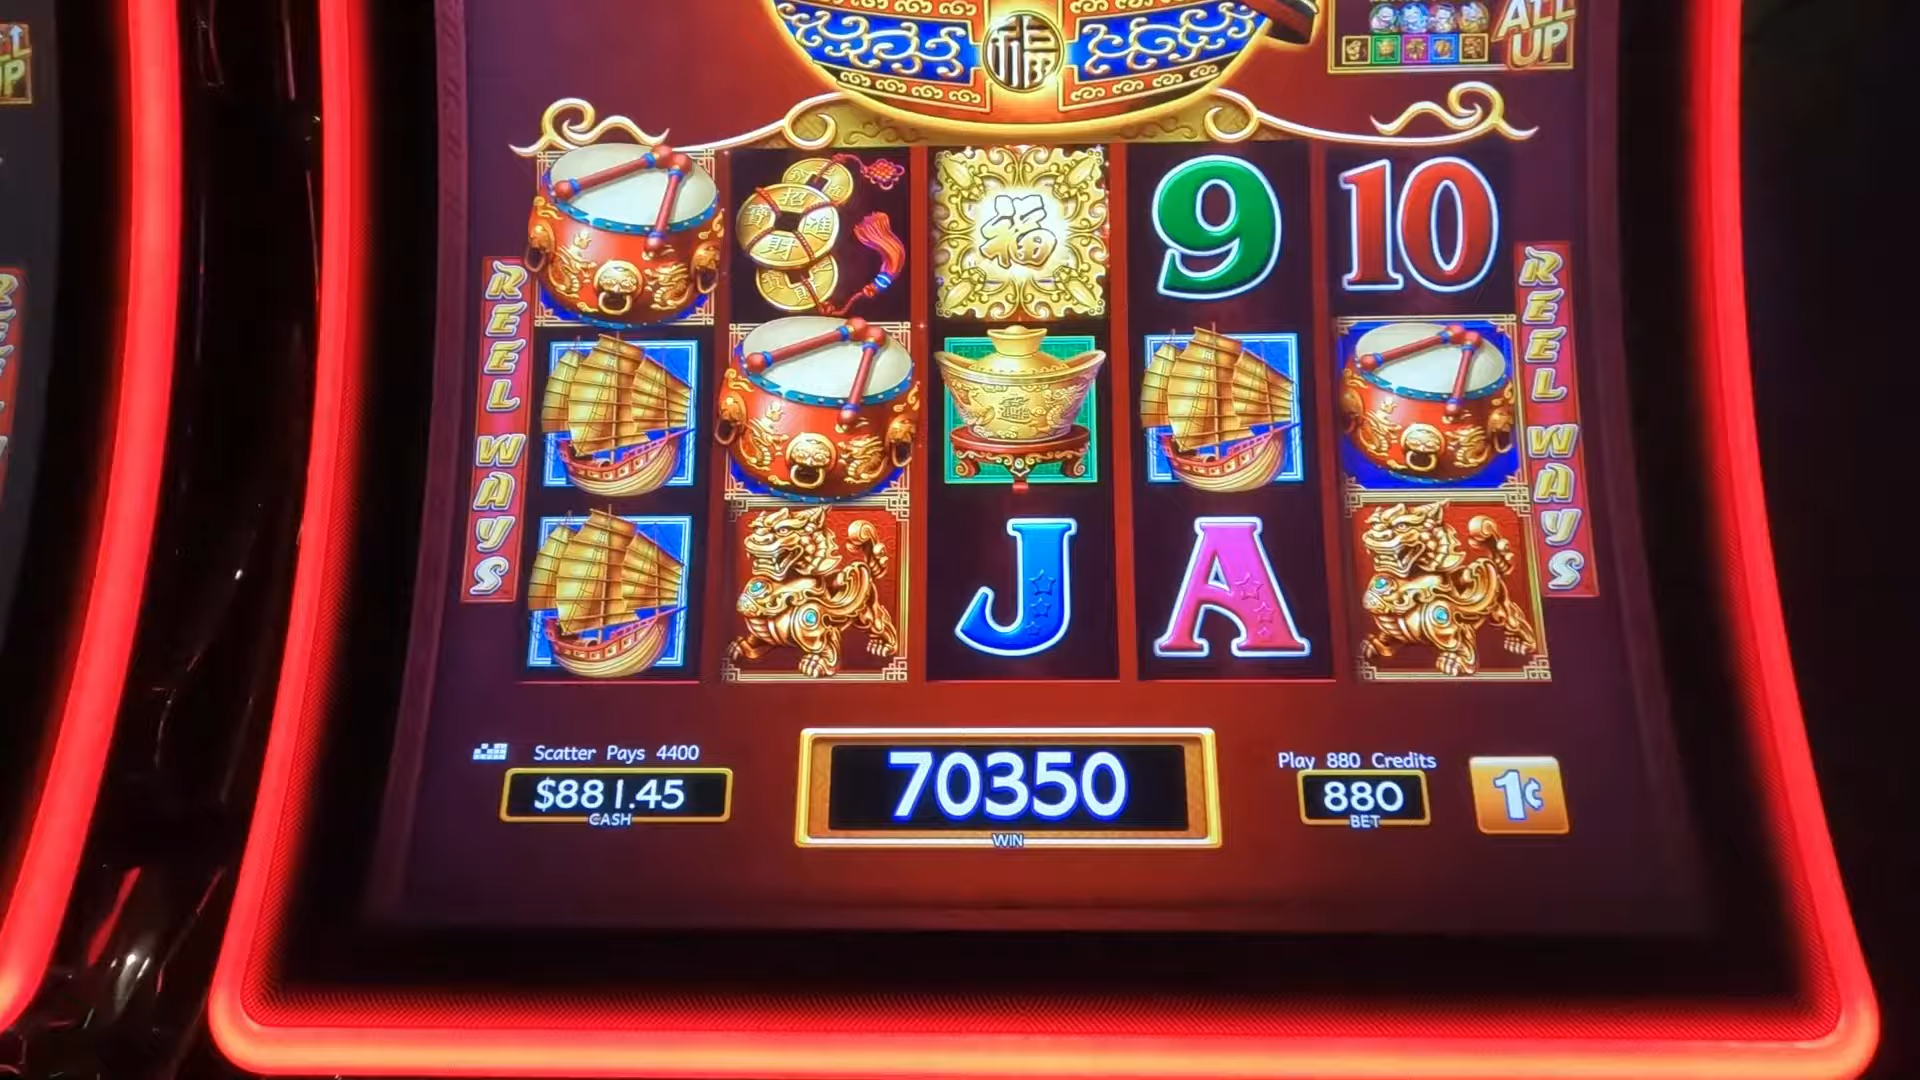 ALL
UP
福
9
10
REEL WAYS
REEL WAYS
J
A
Scatter Pays 4400
$881.45
CASH
70350
WIN
Play 880 Credits
880
BET
1¢